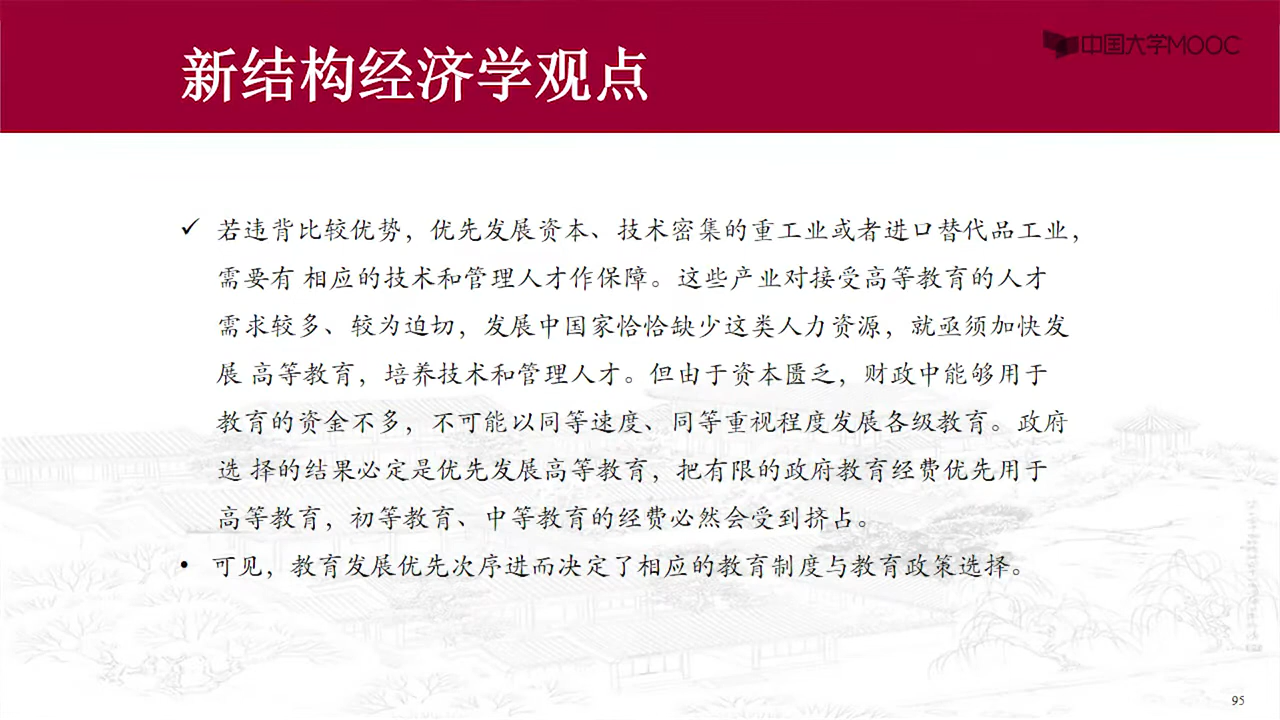 新结构经济学观点
中国大学MOOC
✓ 若违背比较优势，优先发展资本、技术密集的重工业或者进口替代品工业，
需要有 相应的技术和管理人才作保障。这些产业对接受高等教育的人才
需求较多、较为迫切，发展中国家恰恰缺少这类人力资源，就亟须加快发
展 高等教育，培养技术和管理人才。但由于资本匮乏，财政中能够用于
教育的资金不多，不可能以同等速度、同等重视程度发展各级教育。政府
选 择的结果必定是优先发展高等教育，把有限的政府教育经费优先用于
高等教育，初等教育、中等教育的经费必然会受到挤占。
• 可见，教育发展优先次序进而决定了相应的教育制度与教育政策选择。
95